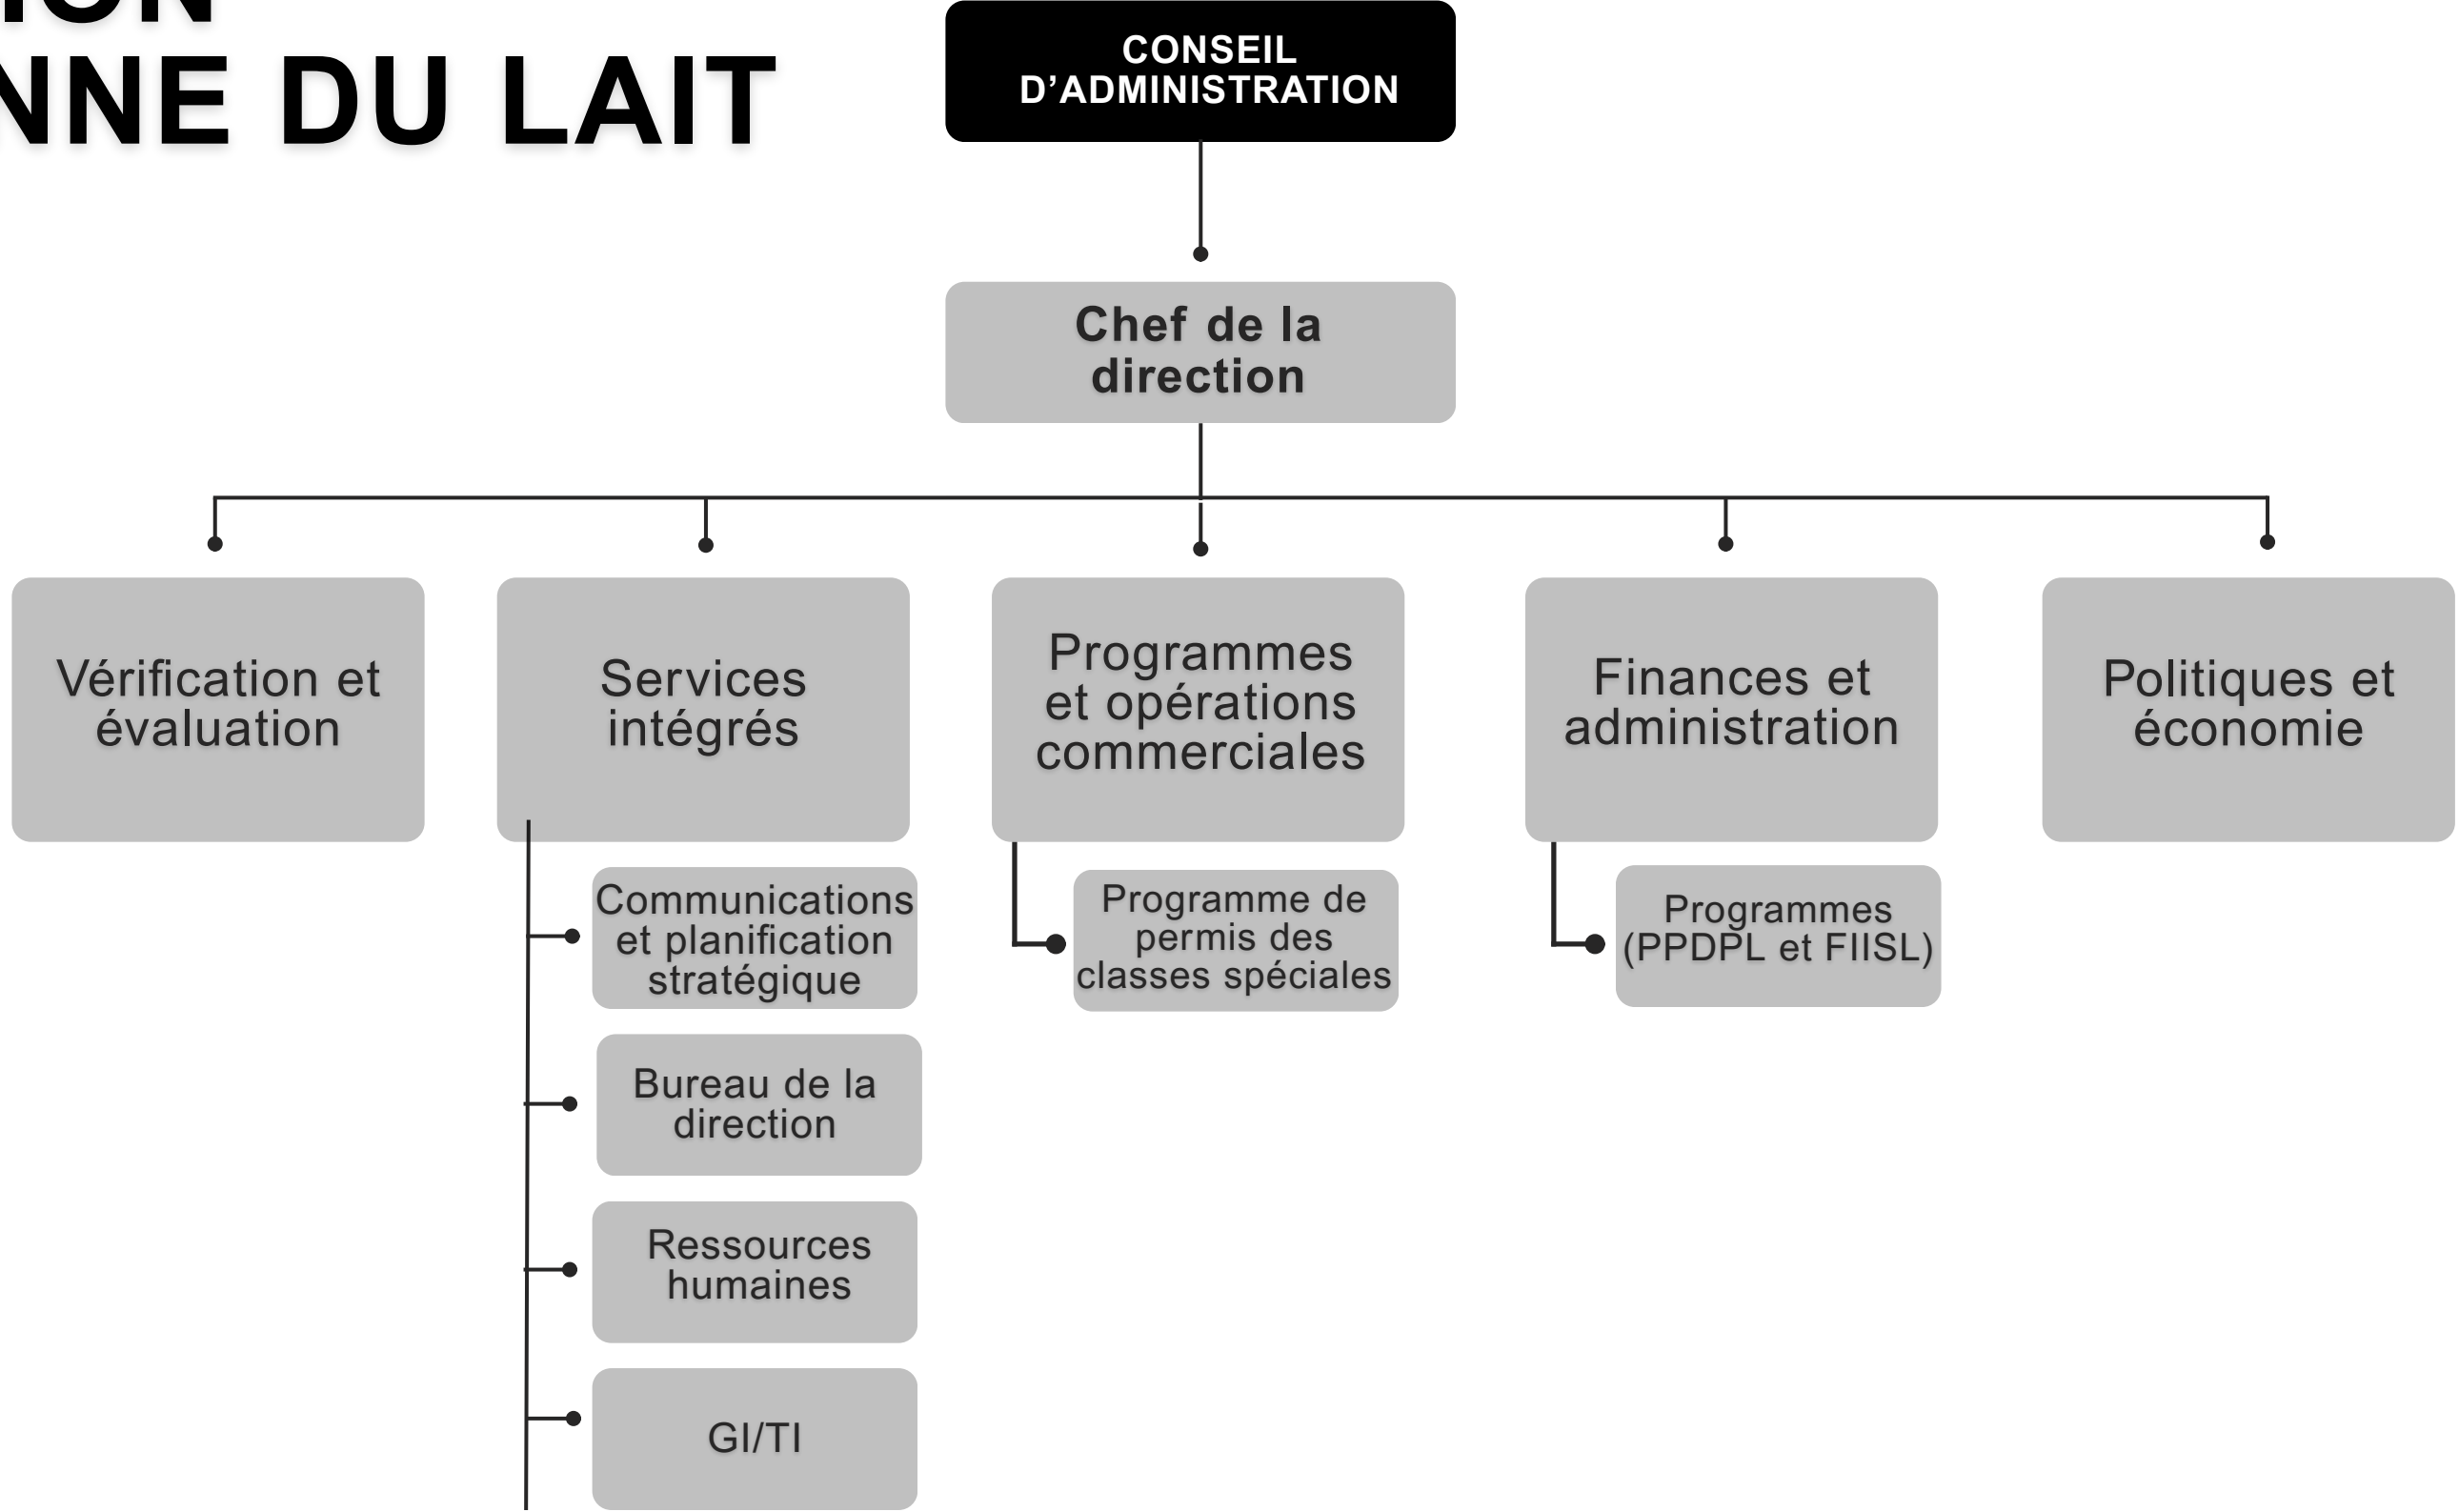 NNE DU LAIT
CONSEIL
D’ADMINISTRATION
Chef de la
direction
Vérification et
évaluation
Services
intégrés
Programmes
et opérations
commerciales
Finances et
administration
Politiques et
économie
Communications
et planification
stratégique
Bureau de la
direction
Ressources
humaines
GI/TI
Programme de
permis des
classes spéciales
Programmes
(PPDPL et FIISL)